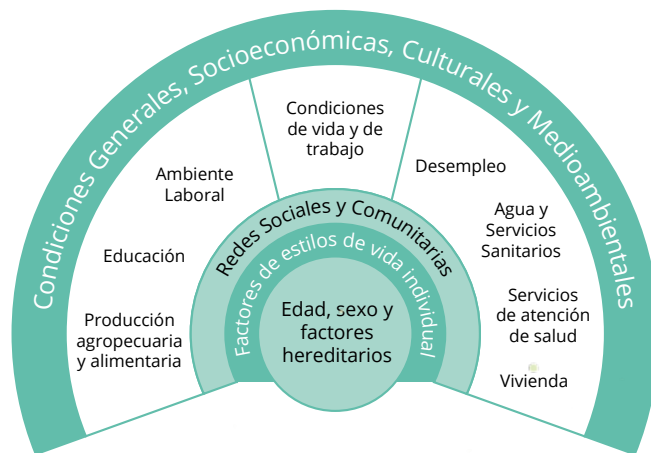 Condiciones Generales, Socioeconómicas, Culturales y Medioambientales
Condiciones
de vida y de
trabajo
Ambiente
Laboral
Desempleo
Educación
Agua y
Servicios
Sanitarios
Producción
agropecuaria
y alimentaria
Servicios
de atención
de salud
Vivienda
Redes Sociales y Comunitarias
Factores de estilos de vida individual
Edad, sexo y
factores
hereditarios